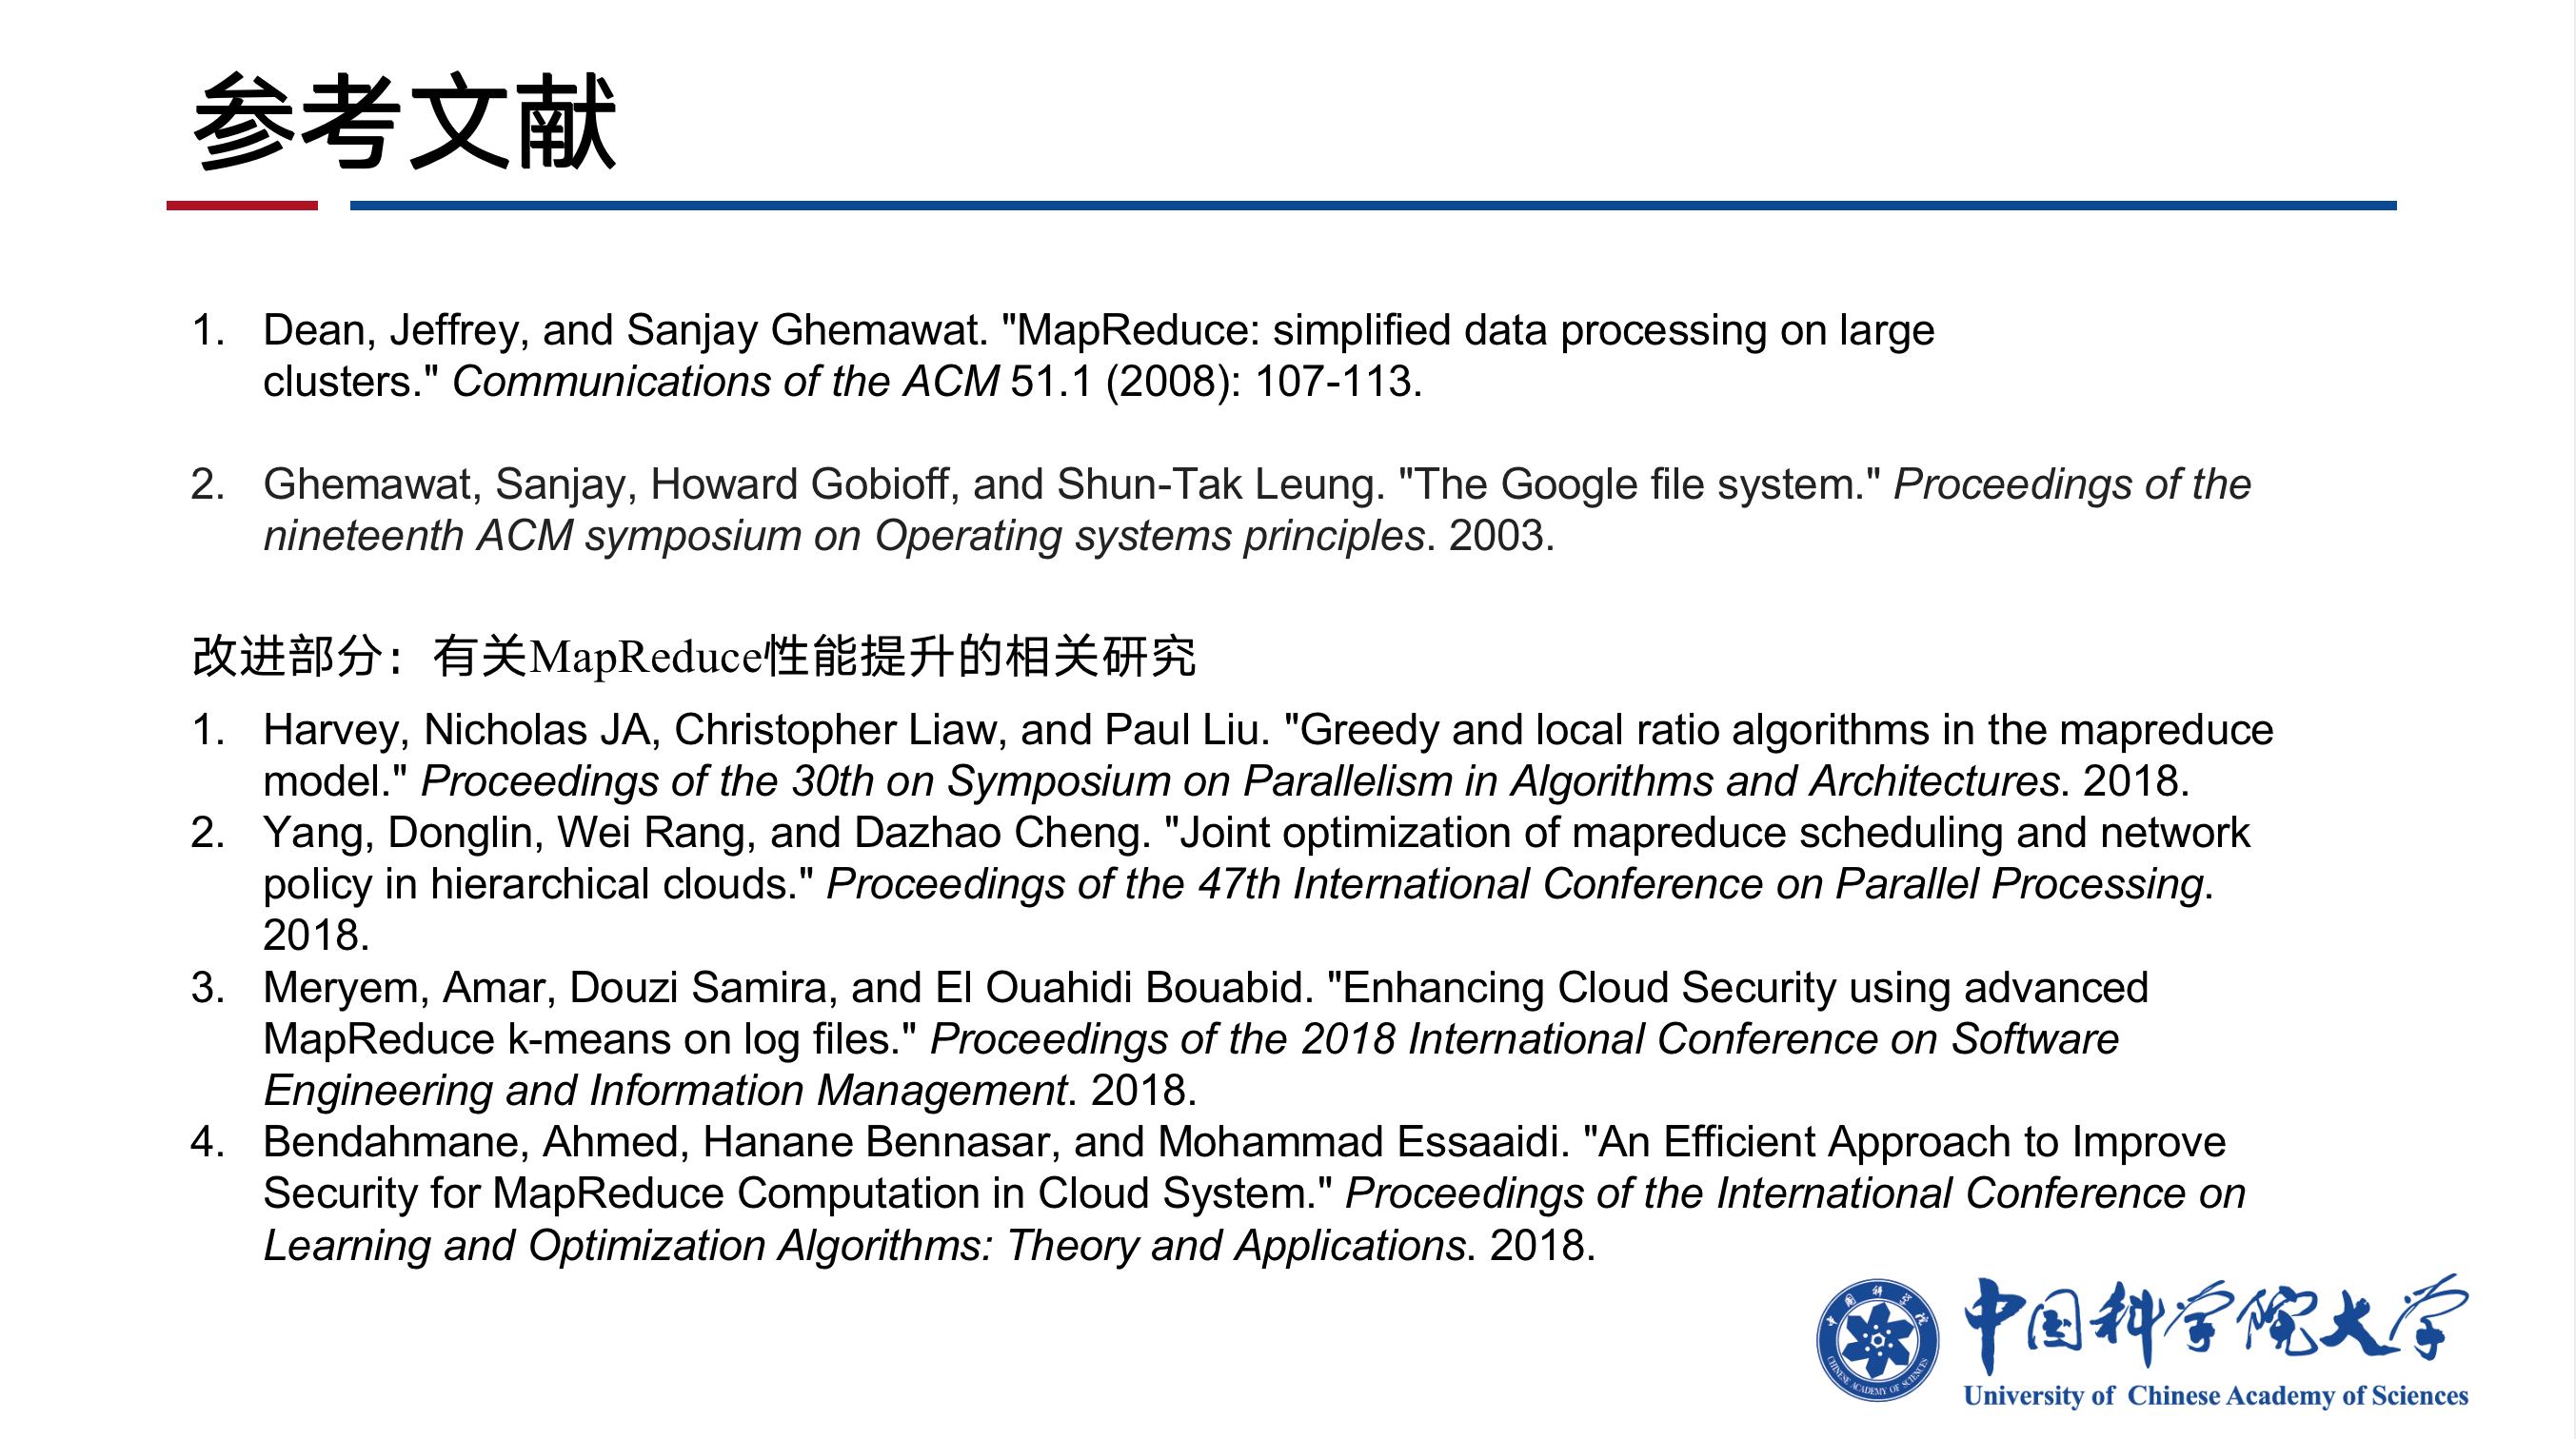 参考文献
1. Dean, Jeffrey, and Sanjay Ghemawat. "MapReduce: simplified data processing on large
clusters." Communications of the ACM 51.1 (2008): 107-113.
2. Ghemawat, Sanjay, Howard Gobioff, and Shun-Tak Leung. "The Google file system." Proceedings of the
nineteenth ACM symposium on Operating systems principles. 2003.
改进部分：有关MapReduce性能提升的相关研究
1. Harvey, Nicholas JA, Christopher Liaw, and Paul Liu. "Greedy and local ratio algorithms in the mapreduce
model." Proceedings of the 30th on Symposium on Parallelism in Algorithms and Architectures. 2018.
2. Yang, Donglin, Wei Rang, and Dazhao Cheng. "Joint optimization of mapreduce scheduling and network
policy in hierarchical clouds." Proceedings of the 47th International Conference on Parallel Processing.
2018.
3. Meryem, Amar, Douzi Samira, and El Ouahidi Bouabid. "Enhancing Cloud Security using advanced
MapReduce k-means on log files." Proceedings of the 2018 International Conference on Software
Engineering and Information Management. 2018.
4. Bendahmane, Ahmed, Hanane Bennasar, and Mohammad Essaaidi. "An Efficient Approach to Improve
Security for MapReduce Computation in Cloud System." Proceedings of the International Conference on
Learning and Optimization Algorithms: Theory and Applications. 2018.
中国科学院
CHINESE ACADEMY OF SCIENCES
中国科学院大学
University of Chinese Academy of Sciences